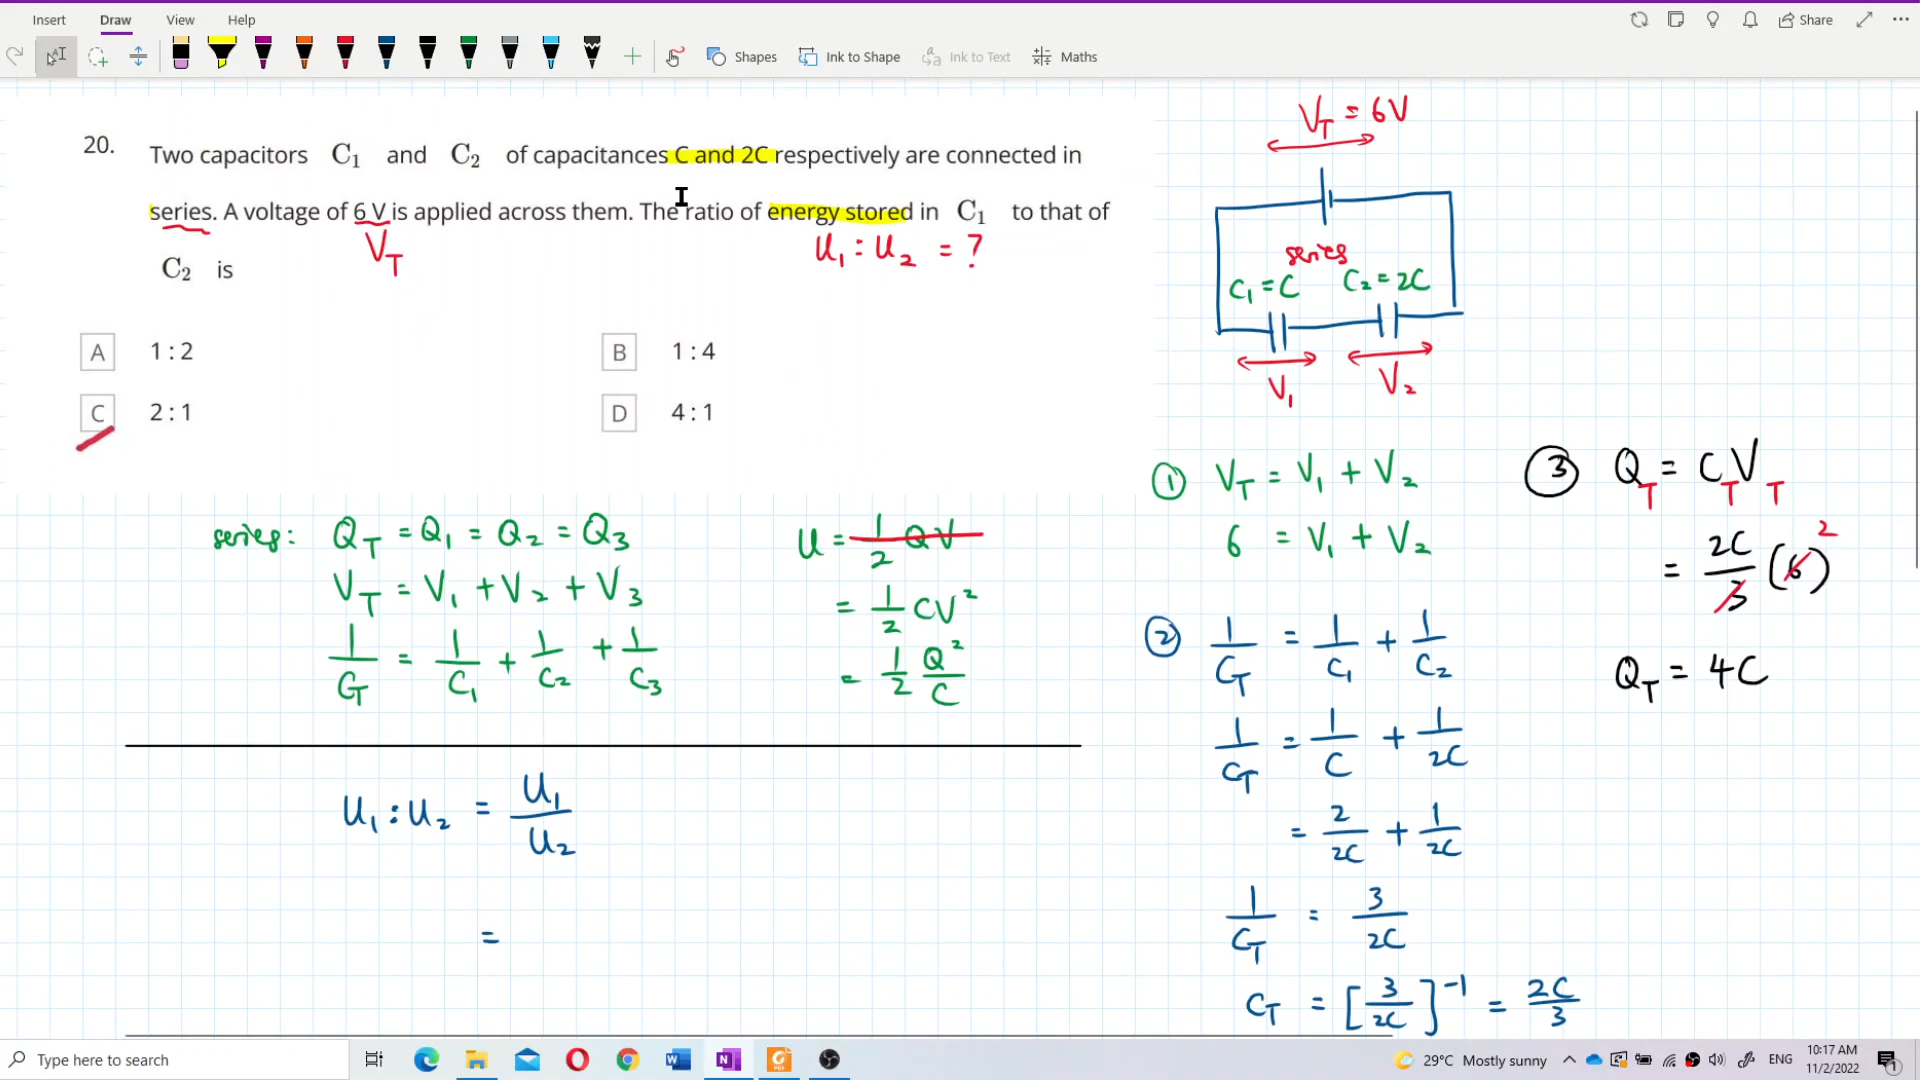 Insert Draw View Help
Share
Shapes Ink to Shape Ink to Text Maths
20. Two capacitors C₁ and C₂ of capacitances C and 2C respectively are connected in
series. A voltage of 6 V is applied across them. The ratio of energy stored in C₁ to that of
C₂ is
V_T
U₁ : U₂ = ?
A 1 : 2
B 1 : 4
C 2 : 1
D 4 : 1
V_T = 6V
series
C₁ = C C₂ = 2C
V₁ V₂
series: Q_T = Q₁ = Q₂ = Q₃
V_T = V₁ + V₂ + V₃
1/C_T = 1/C₁ + 1/C₂ + 1/C₃
U = 1/2 QV
= 1/2 CV²
= 1/2 Q²/C
U₁ : U₂ = U₁/U₂
=
① V_T = V₁ + V₂
6 = V₁ + V₂
② 1/C_T = 1/C₁ + 1/C₂
1/C_T = 1/C + 1/2C
= 2/2C + 1/2C
1/C_T = 3/2C
C_T = [3/2C]⁻¹ = 2C/3
③ Q_T = C_T V_T
= 2C/3 (6) 2
Q_T = 4C
Type here to search
29°C Mostly sunny
ENG
10:17 AM
11/2/2022